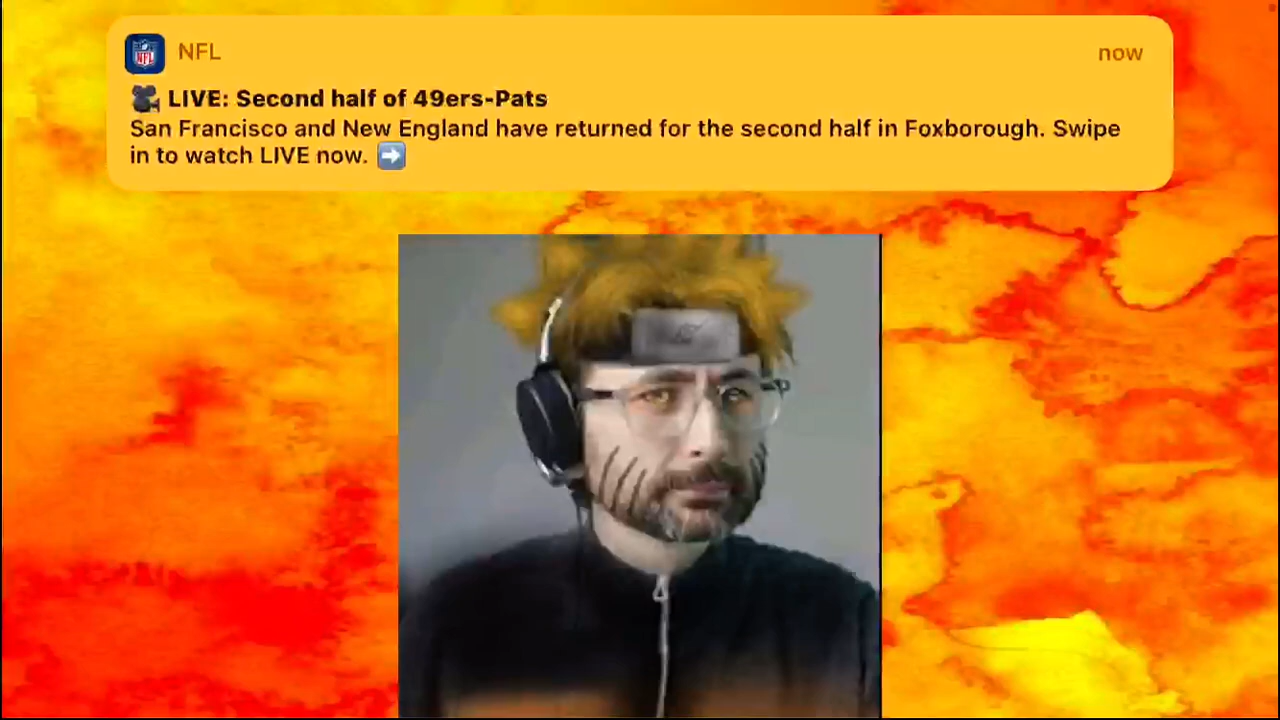 NFL
NFL
now
🎥 LIVE: Second half of 49ers-Pats
San Francisco and New England have returned for the second half in Foxborough. Swipe
in to watch LIVE now. ➡️